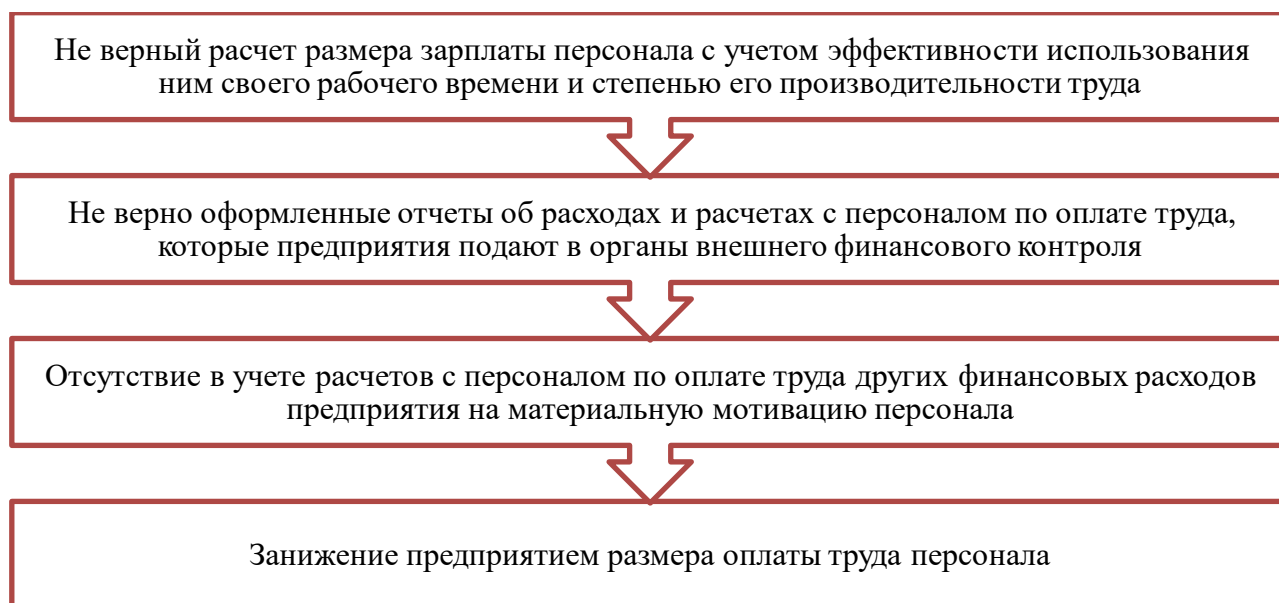 Не верный расчет размера зарплаты персонала с учетом эффективности использования
ним своего рабочего времени и степенью его производительности труда
Не верно оформленные отчеты об расходах и расчетах с персоналом по оплате труда,
которые предприятия подают в органы внешнего финансового контроля
Отсутствие в учете расчетов с персоналом по оплате труда других финансовых расходов
предприятия на материальную мотивацию персонала
Занижение предприятием размера оплаты труда персонала